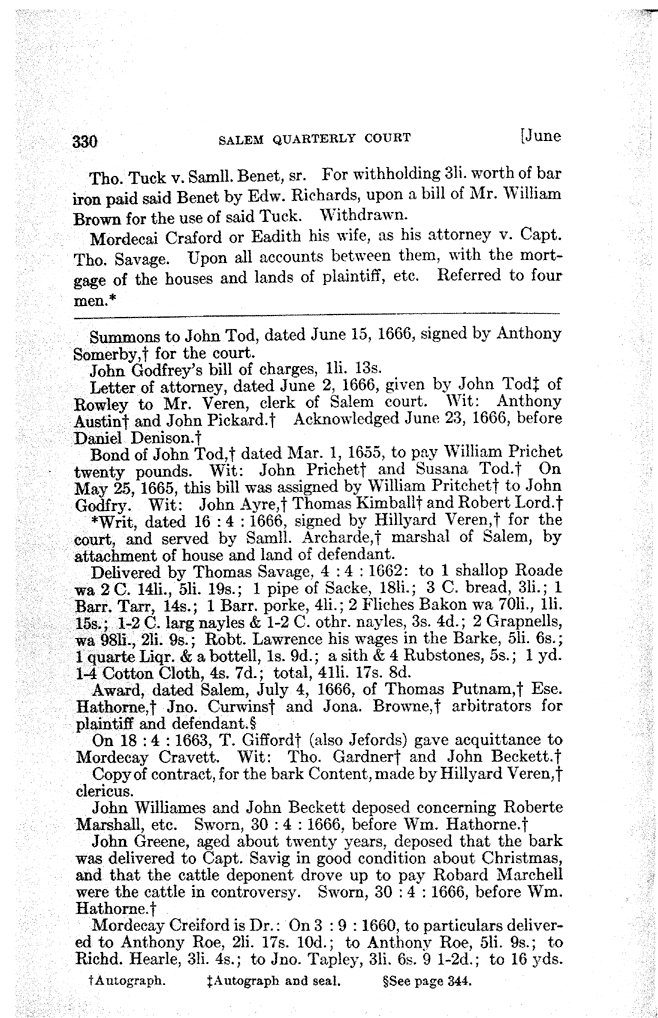 330 SALEM QUARTERLY COURT [June
Tho. Tuck v. Samll. Benet, sr. For withholding 3li. worth of bar
iron paid said Benet by Edw. Richards, upon a bill of Mr. William
Brown for the use of said Tuck. Withdrawn.
Mordecai Craford or Eadith his wife, as his attorney v. Capt.
Tho. Savage. Upon all accounts between them, with the mort-
gage of the houses and lands of plaintiff, etc. Referred to four
men.*
Summons to John Tod, dated June 15, 1666, signed by Anthony
Somerby,† for the court.
John Godfrey's bill of charges, 1li. 13s.
Letter of attorney, dated June 2, 1666, given by John Tod‡ of
Rowley to Mr. Veren, clerk of Salem court. Wit: Anthony
Austin† and John Pickard.† Acknowledged June 23, 1666, before
Daniel Denison.†
Bond of John Tod,† dated Mar. 1, 1655, to pay William Prichet
twenty pounds. Wit: John Prichet† and Susana Tod.† On
May 25, 1665, this bill was assigned by William Pritchet† to John
Godfry. Wit: John Ayre,† Thomas Kimball† and Robert Lord.†
*Writ, dated 16 : 4 : 1666, signed by Hillyard Veren,† for the
court, and served by Samll. Archarde,† marshal of Salem, by
attachment of house and land of defendant.
Delivered by Thomas Savage, 4 : 4 : 1662: to 1 shallop Roade
wa 2 C. 14li., 5li. 19s.; 1 pipe of Sacke, 18li.; 3 C. bread, 3li.; 1
Barr. Tarr, 14s.; 1 Barr. porke, 4li.; 2 Fliches Bakon wa 70li., 1li.
15s.; 1-2 C. larg nayles & 1-2 C. othr. nayles, 3s. 4d.; 2 Grapnells,
wa 98li., 2li. 9s.; Robt. Lawrence his wages in the Barke, 5li. 6s.;
1 quarte Liqr. & a bottell, 1s. 9d.; a sith & 4 Rubstones, 5s.; 1 yd.
1-4 Cotton Cloth, 4s. 7d.; total, 41li. 17s. 8d.
Award, dated Salem, July 4, 1666, of Thomas Putnam,† Ese.
Hathorne,† Jno. Curwins† and Jona. Browne,† arbitrators for
plaintiff and defendant.§
On 18 : 4 : 1663, T. Gifford† (also Jefords) gave acquittance to
Mordecay Cravett. Wit: Tho. Gardner† and John Beckett.†
Copy of contract, for the bark Content, made by Hillyard Veren,†
clericus.
John Williames and John Beckett deposed concerning Roberte
Marshall, etc. Sworn, 30 : 4 : 1666, before Wm. Hathorne.†
John Greene, aged about twenty years, deposed that the bark
was delivered to Capt. Savig in good condition about Christmas,
and that the cattle deponent drove up to pay Robard Marchell
were the cattle in controversy. Sworn, 30 : 4 : 1666, before Wm.
Hathorne.†
Mordecay Creiford is Dr.: On 3 : 9 : 1660, to particulars deliver-
ed to Anthony Roe, 2li. 17s. 10d.; to Anthony Roe, 5li. 9s.; to
Richd. Hearle, 3li. 4s.; to Jno. Tapley, 3li. 6s. 9 1-2d.; to 16 yds.
†Autograph. ‡Autograph and seal. §See page 344.